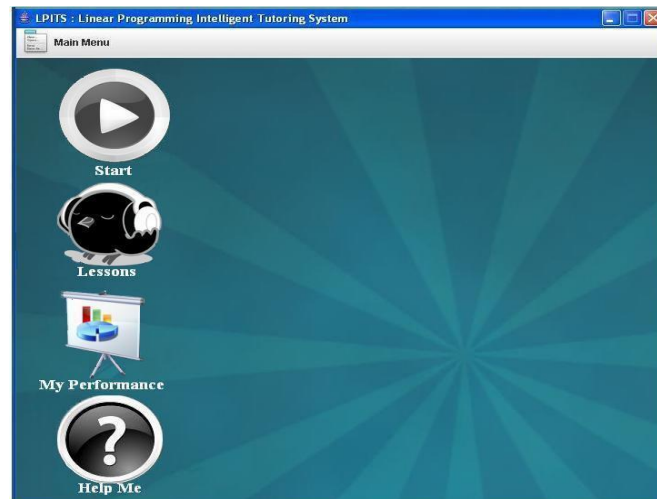 LPITS : Linear Programming Intelligent Tutoring System
Main Menu
Start
Lessons
My Performance
Help Me